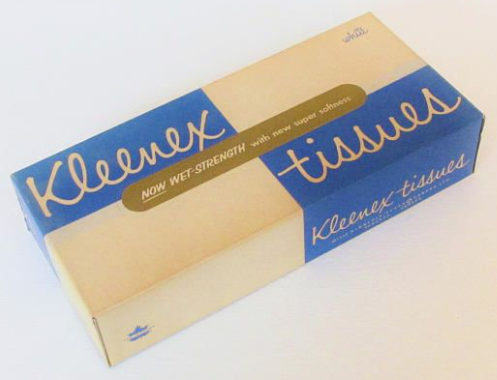 white
Kleenex tissues
NOW WET-STRENGTH with new super softness
Kleenex tissues